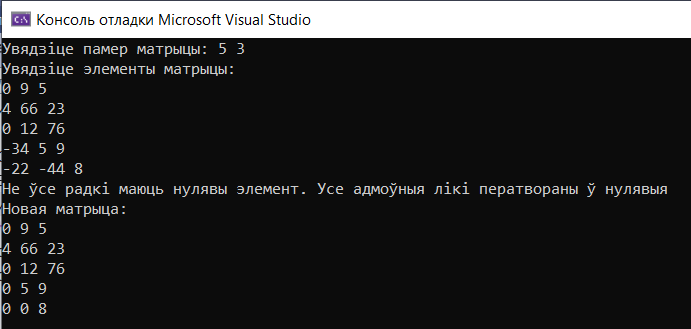 Консоль отладки Microsoft Visual Studio
Увядзіце памер матрыцы: 5 3
Увядзіце элементы матрыцы:
0 9 5
4 66 23
0 12 76
-34 5 9
-22 -44 8
Не ўсе радкі маюць нулявы элемент. Усе адмоўныя лікі ператвораны ў нулявыя
Новая матрыца:
0 9 5
4 66 23
0 12 76
0 5 9
0 0 8